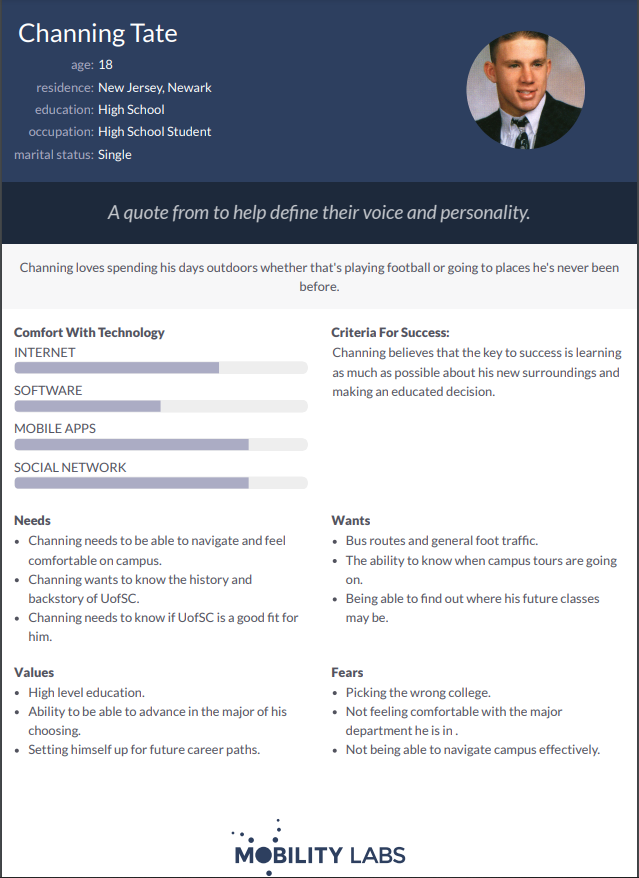 Channing Tate
age: 18
residence: New Jersey, Newark
education: High School
occupation: High School Student
marital status: Single
A quote from to help define their voice and personality.
Channing loves spending his days outdoors whether that's playing football or going to places he's never been
before.
Comfort With Technology
INTERNET
SOFTWARE
MOBILE APPS
SOCIAL NETWORK
Criteria For Success:
Channing believes that the key to success is learning
as much as possible about his new surroundings and
making an educated decision.
Needs
• Channing needs to be able to navigate and feel
comfortable on campus.
• Channing wants to know the history and
backstory of UofSC.
• Channing needs to know if UofSC is a good fit for
him.
Wants
• Bus routes and general foot traffic.
• The ability to know when campus tours are going
on.
• Being able to find out where his future classes
may be.
Values
• High level education.
• Ability to be able to advance in the major of his
choosing.
• Setting himself up for future career paths.
Fears
• Picking the wrong college.
• Not feeling comfortable with the major
department he is in .
• Not being able to navigate campus effectively.
MOBILITY LABS